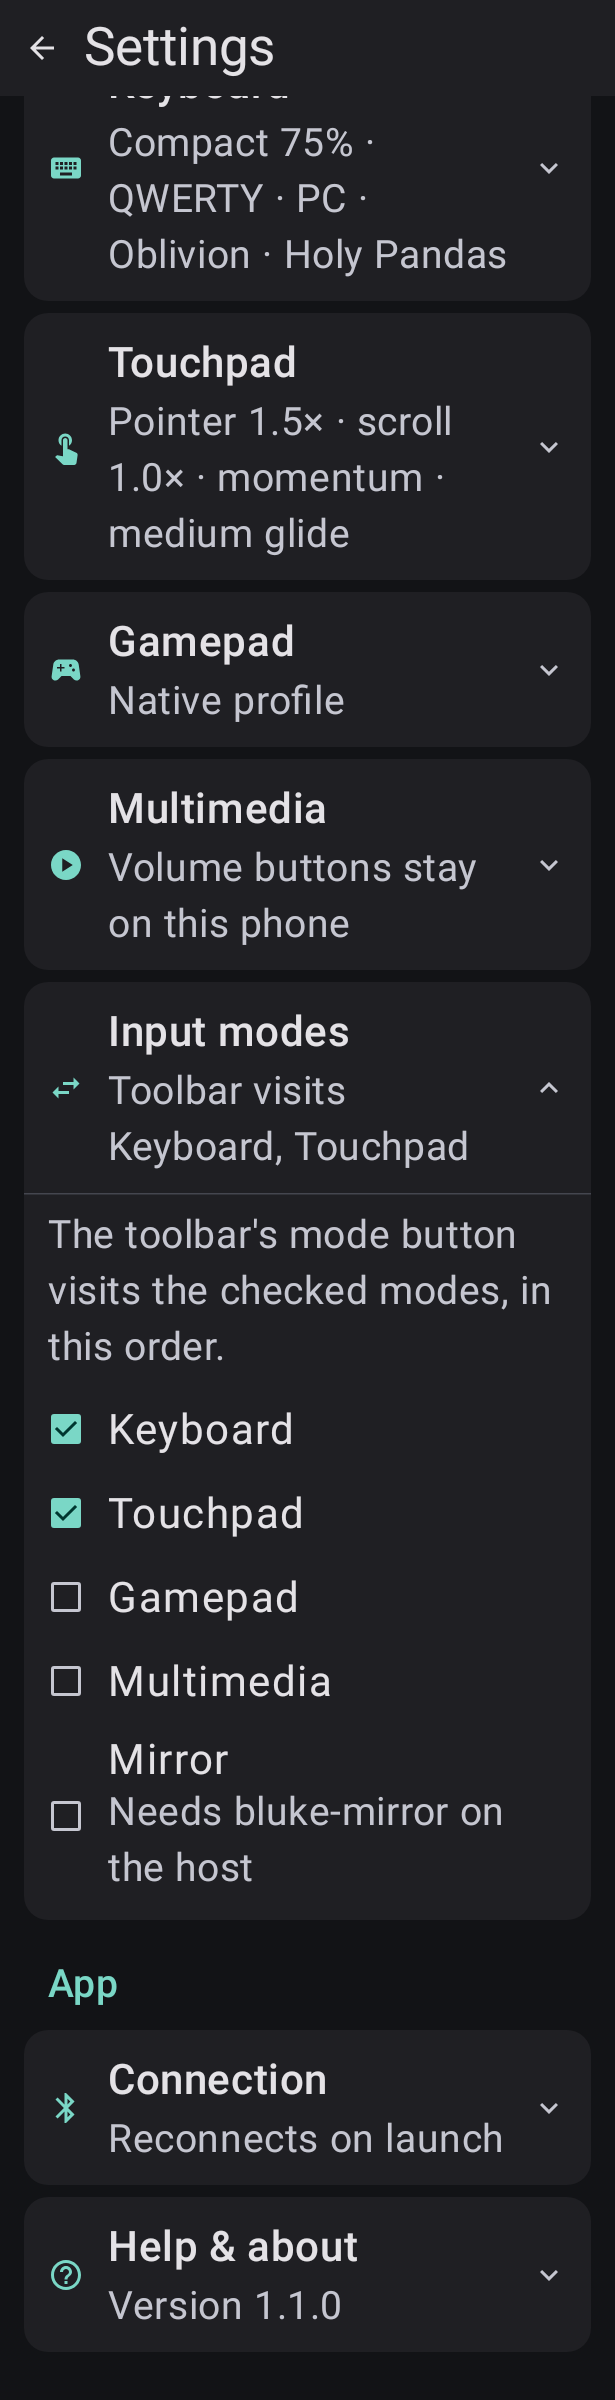 Settings
Keyboard
Compact 75% ·
QWERTY · PC ·
Oblivion · Holy Pandas
Touchpad
Pointer 1.5× · scroll
1.0× · momentum ·
medium glide
Gamepad
Native profile
Multimedia
Volume buttons stay
on this phone
Input modes
Toolbar visits
Keyboard, Touchpad
The toolbar's mode button
visits the checked modes, in
this order.
Keyboard
Touchpad
Gamepad
Multimedia
Mirror
Needs bluke-mirror on
the host
App
Connection
Reconnects on launch
Help & about
Version 1.1.0